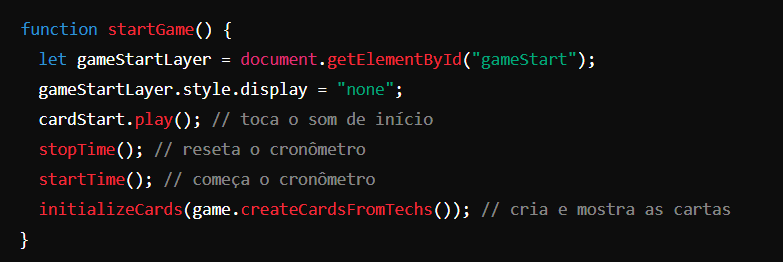 function startGame() {
  let gameStartLayer = document.getElementById("gameStart");
  gameStartLayer.style.display = "none";
  cardStart.play(); // toca o som de início
  stopTime(); // reseta o cronômetro
  startTime(); // começa o cronômetro
  initializeCards(game.createCardsFromTechs()); // cria e mostra as cartas
}